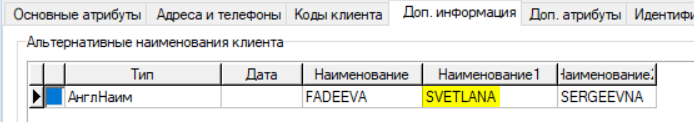 Основные атрибуты Адреса и телефоны Коды клиента Доп. информация Доп. атрибуты Идентифи
Альтернативные наименования клиента
Тип Дата Наименование Наименование1 Наименование2
АнглНаим FADEEVA SVETLANA SERGEEVNA